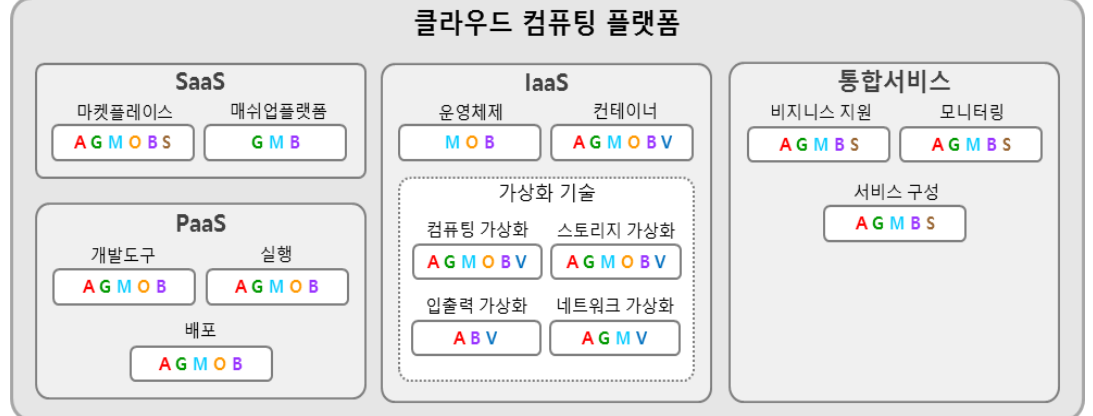 클라우드 컴퓨팅 플랫폼
SaaS
마켓플레이스 매쉬업플랫폼
A G M O B S G M B
PaaS
개발도구 실행
A G M O B A G M O B
배포
A G M O B
IaaS
운영체제 컨테이너
M O B A G M O B V
가상화 기술
컴퓨팅 가상화 스토리지 가상화
A G M O B V A G M O B V
입출력 가상화 네트워크 가상화
A B V A G M V
통합서비스
비지니스 지원 모니터링
A G M B S A G M B S
서비스 구성
A G M B S